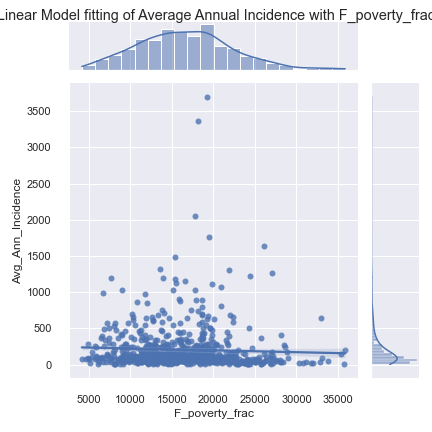 Linear Model fitting of Average Annual Incidence with F_poverty_frac
3500
3000
2500
2000
1500
1000
500
0
Avg_Ann_Incidence
5000 10000 15000 20000 25000 30000 35000
F_poverty_frac